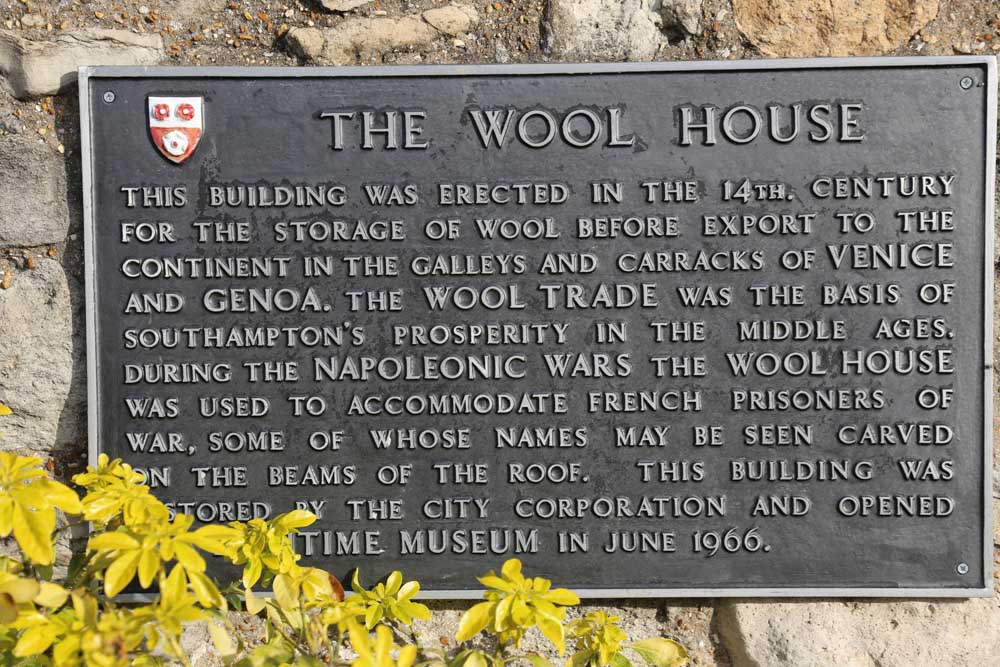 THE WOOL HOUSE
THIS BUILDING WAS ERECTED IN THE 14TH. CENTURY
FOR THE STORAGE OF WOOL BEFORE EXPORT TO THE
CONTINENT IN THE GALLEYS AND CARRACKS OF VENICE
AND GENOA. THE WOOL TRADE WAS THE BASIS OF
SOUTHAMPTON'S PROSPERITY IN THE MIDDLE AGES.
DURING THE NAPOLEONIC WARS THE WOOL HOUSE
WAS USED TO ACCOMMODATE FRENCH PRISONERS OF
WAR, SOME OF WHOSE NAMES MAY BE SEEN CARVED
ON THE BEAMS OF THE ROOF. THIS BUILDING WAS
STORED BY THE CITY CORPORATION AND OPENED
TIME MUSEUM IN JUNE 1966.